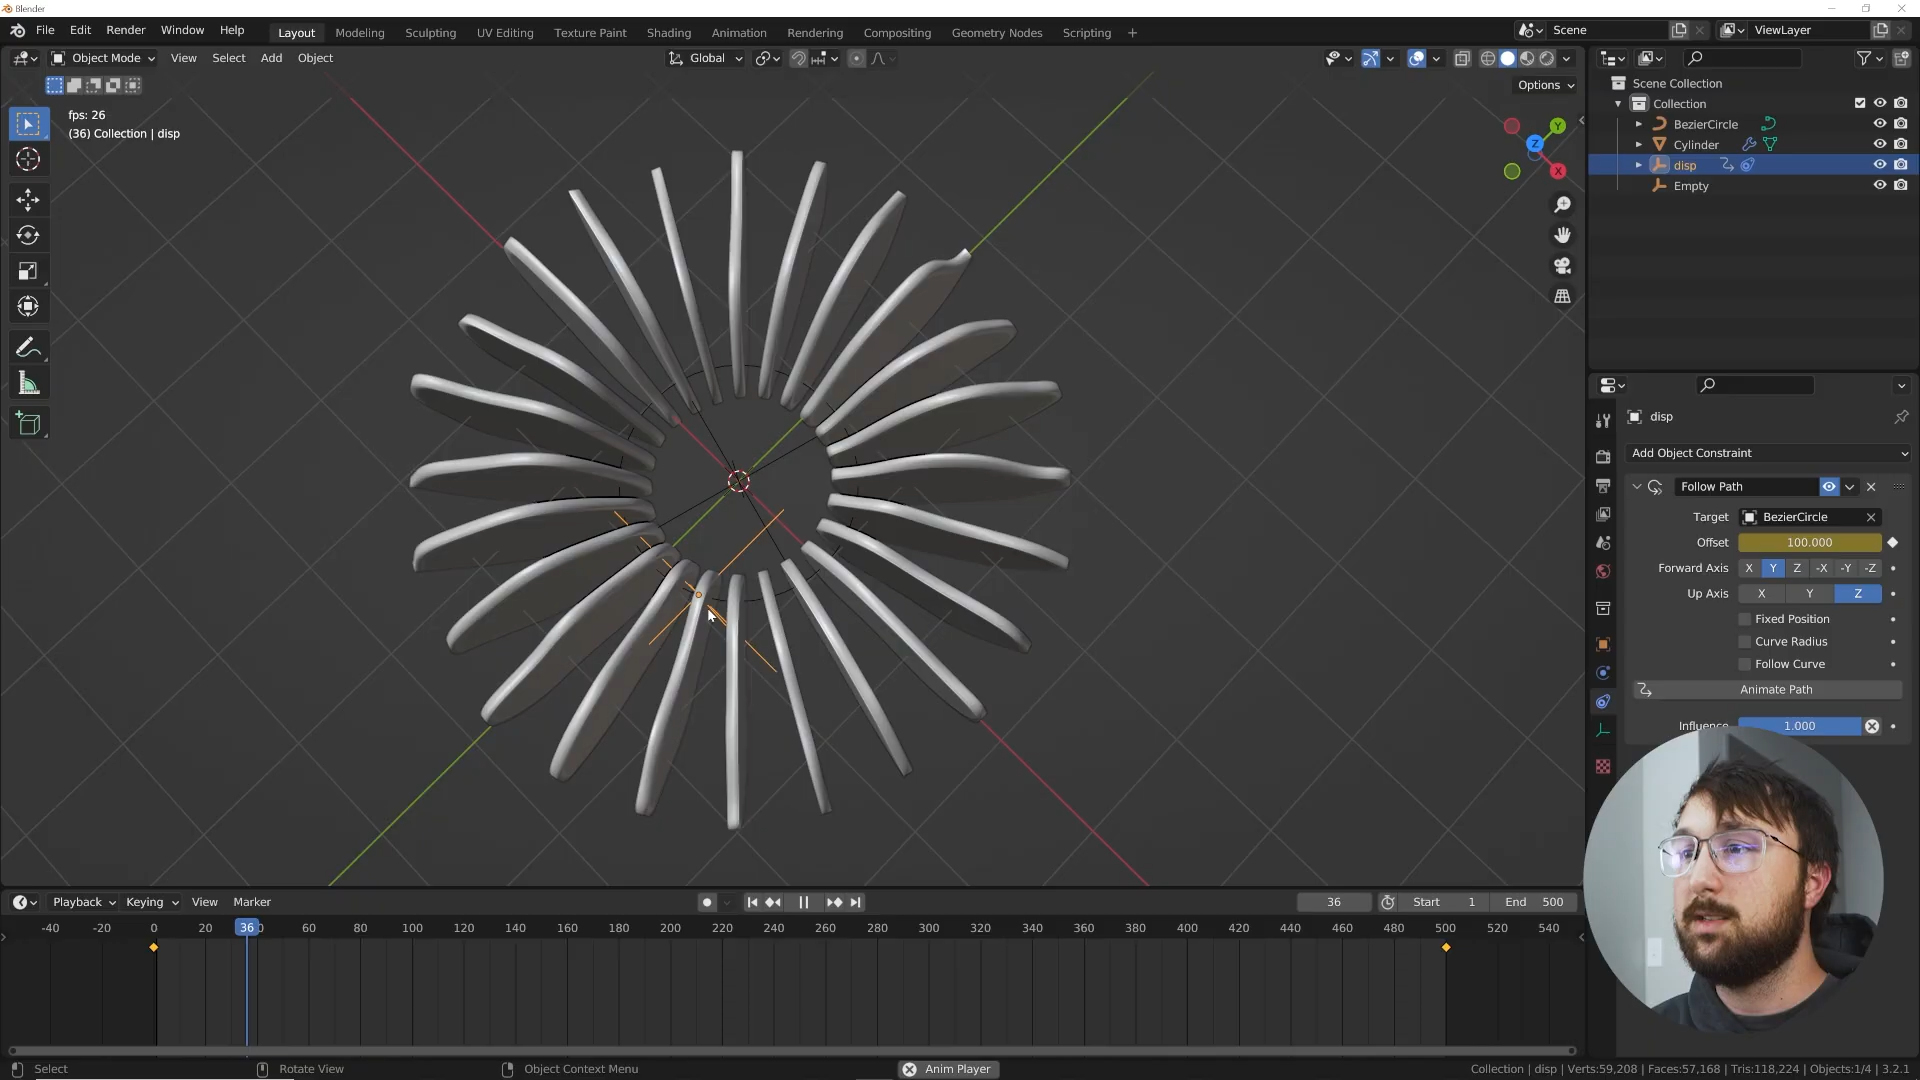 Blender
File Edit Render Window Help
Layout Modeling Sculpting UV Editing Texture Paint Shading Animation Rendering Compositing Geometry Nodes Scripting +
Scene
ViewLayer
Object Mode View Select Add Object
Global
Options
fps: 26
(36) Collection | disp
Y
Z
X
Scene Collection
Collection
BezierCircle
Cylinder
disp
Empty
disp
Add Object Constraint
Follow Path
Target BezierCircle
Offset 100.000
Forward Axis X Y Z -X -Y -Z
Up Axis X Y Z
Fixed Position
Curve Radius
Follow Curve
Animate Path
Influence 1.000
Playback Keying View Marker
36 Start 1 End 500
-40 -20 0 20 36 60 80 100 120 140 160 180 200 220 240 260 280 300 320 340 360 380 400 420 440 460 480 500 520 540
Select Rotate View Object Context Menu Anim Player Collection | disp | Verts:59,208 | Faces:57,168 | Tris:118,224 | Objects:1/4 | 3.2.1